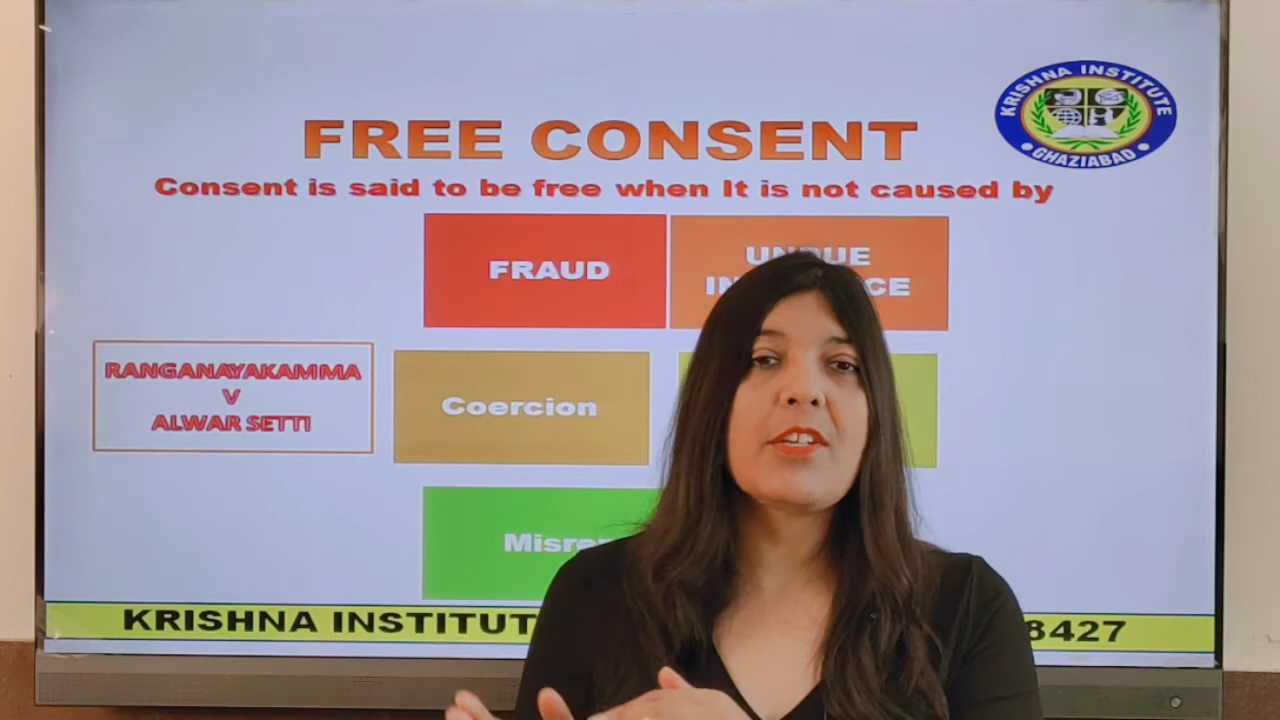 KRISHNA INSTITUTE
GHAZIABAD
FREE CONSENT
Consent is said to be free when It is not caused by
FRAUD
RANGANAYAKAMMA
V
ALWAR SETTI
Coercion
KRISHNA
8427